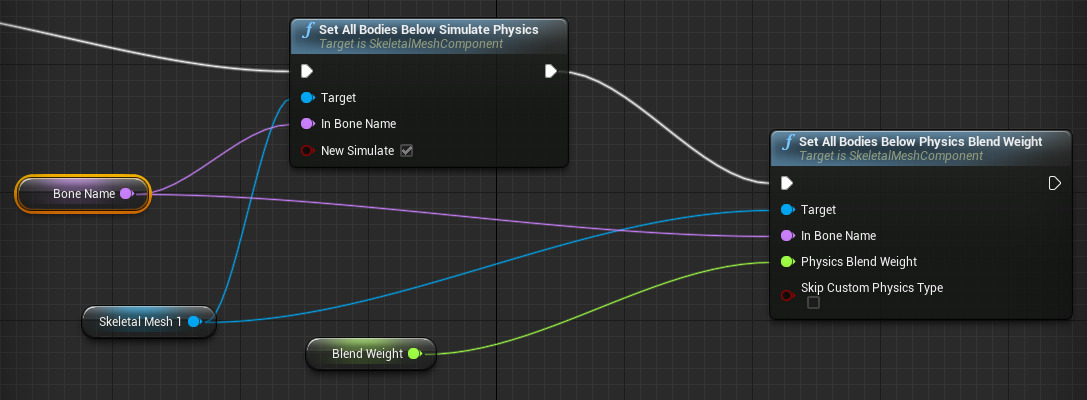 f Set All Bodies Below Simulate Physics
Target is SkeletalMeshComponent
Target
In Bone Name
New Simulate
Bone Name
Skeletal Mesh 1
Blend Weight
f Set All Bodies Below Physics Blend Weight
Target is SkeletalMeshComponent
Target
In Bone Name
Physics Blend Weight
Skip Custom Physics Type